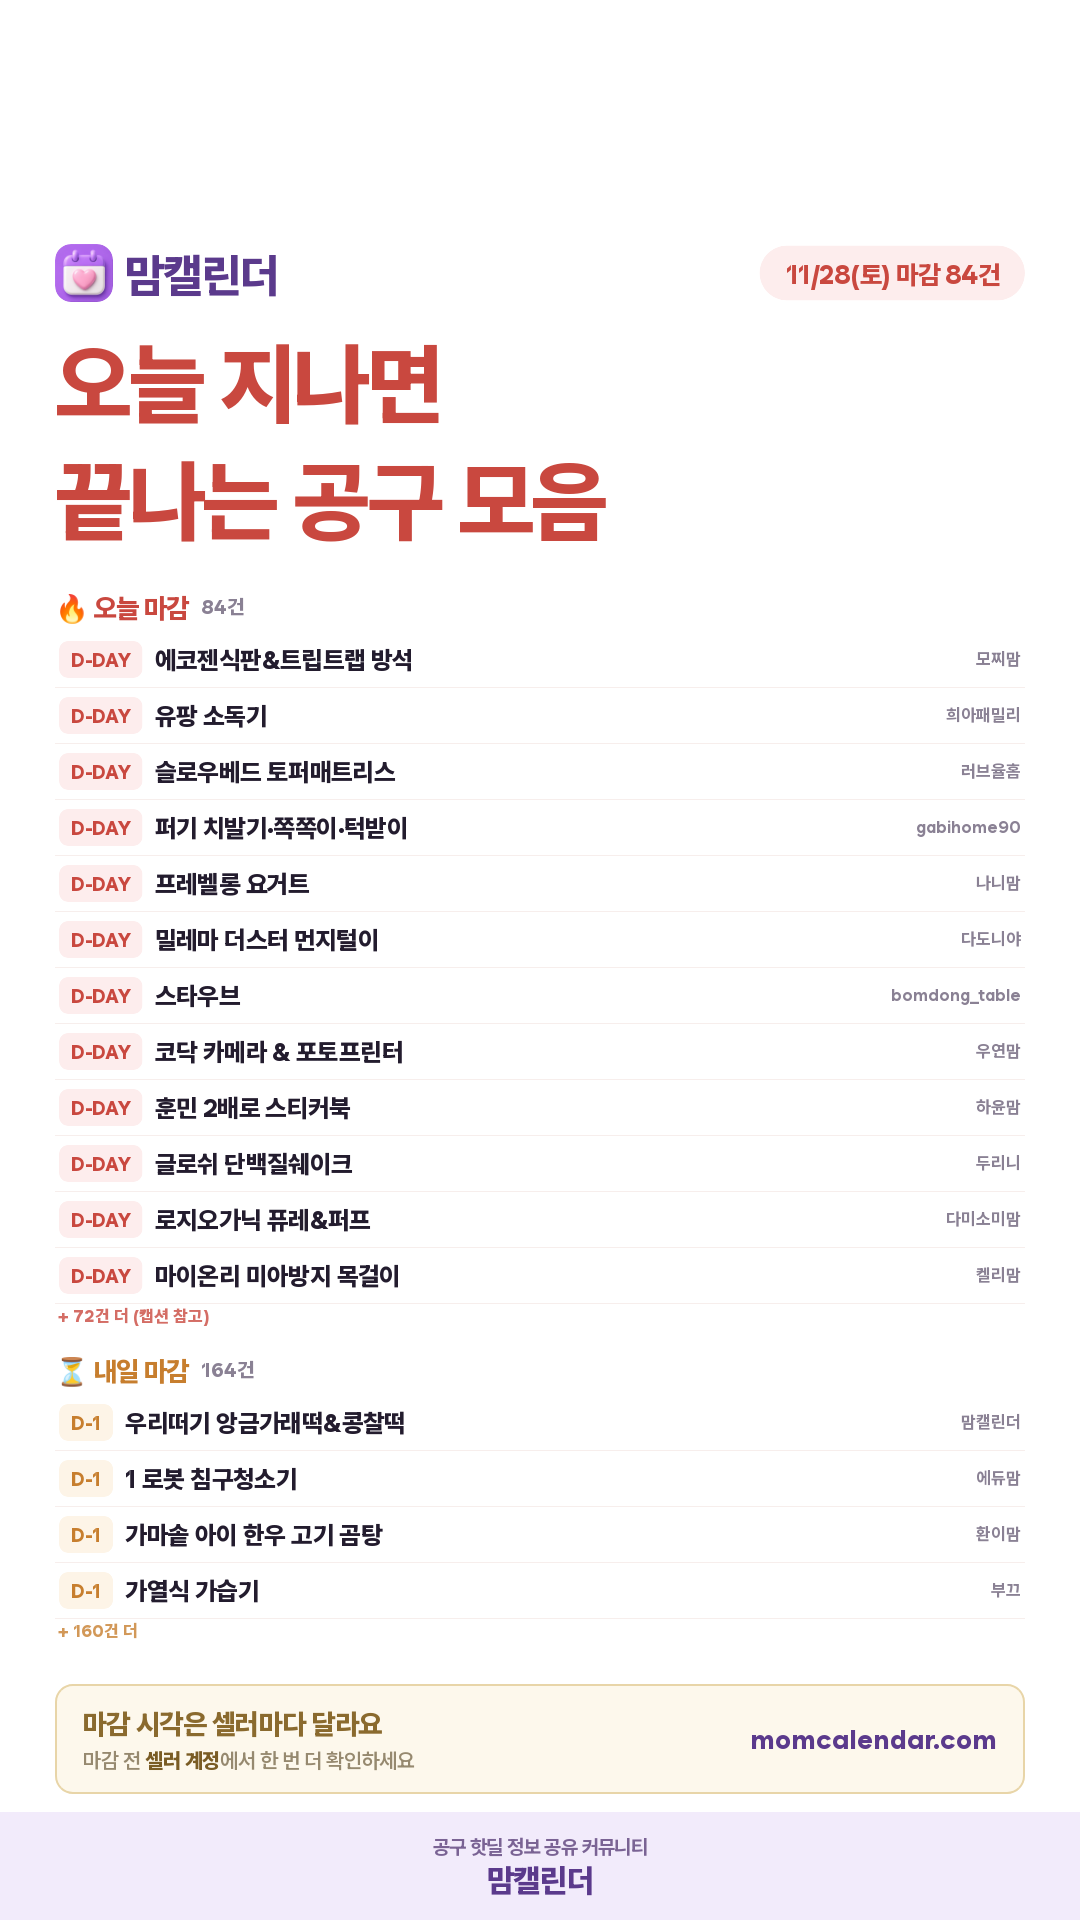 맘캘린더
11/28(토) 마감 84건
오늘 지나면
끝나는 공구 모음
🔥 오늘 마감 84건
D-DAY 에코젠식판&트립트랩 방석 모찌맘
D-DAY 유팡 소독기 희아패밀리
D-DAY 슬로우베드 토퍼매트리스 러브율홈
D-DAY 퍼기 치발기·쪽쪽이·턱받이 gabihome90
D-DAY 프레벨롱 요거트 나니맘
D-DAY 밀레마 더스터 먼지털이 다도니야
D-DAY 스타우브 bomdong_table
D-DAY 코닥 카메라 & 포토프린터 우연맘
D-DAY 훈민 2배로 스티커북 하윤맘
D-DAY 글로쉬 단백질쉐이크 두리니
D-DAY 로지오가닉 퓨레&퍼프 다미소미맘
D-DAY 마이온리 미아방지 목걸이 켈리맘
+ 72건 더 (캡션 참고)
⏳ 내일 마감 164건
D-1 우리떠기 앙금가래떡&콩찰떡 맘캘린더
D-1 1 로봇 침구청소기 에듀맘
D-1 가마솥 아이 한우 고기 곰탕 환이맘
D-1 가열식 가습기 부끄
+ 160건 더
마감 시각은 셀러마다 달라요
마감 전 셀러 계정에서 한 번 더 확인하세요
momcalendar.com
공구 핫딜 정보 공유 커뮤니티
맘캘린더